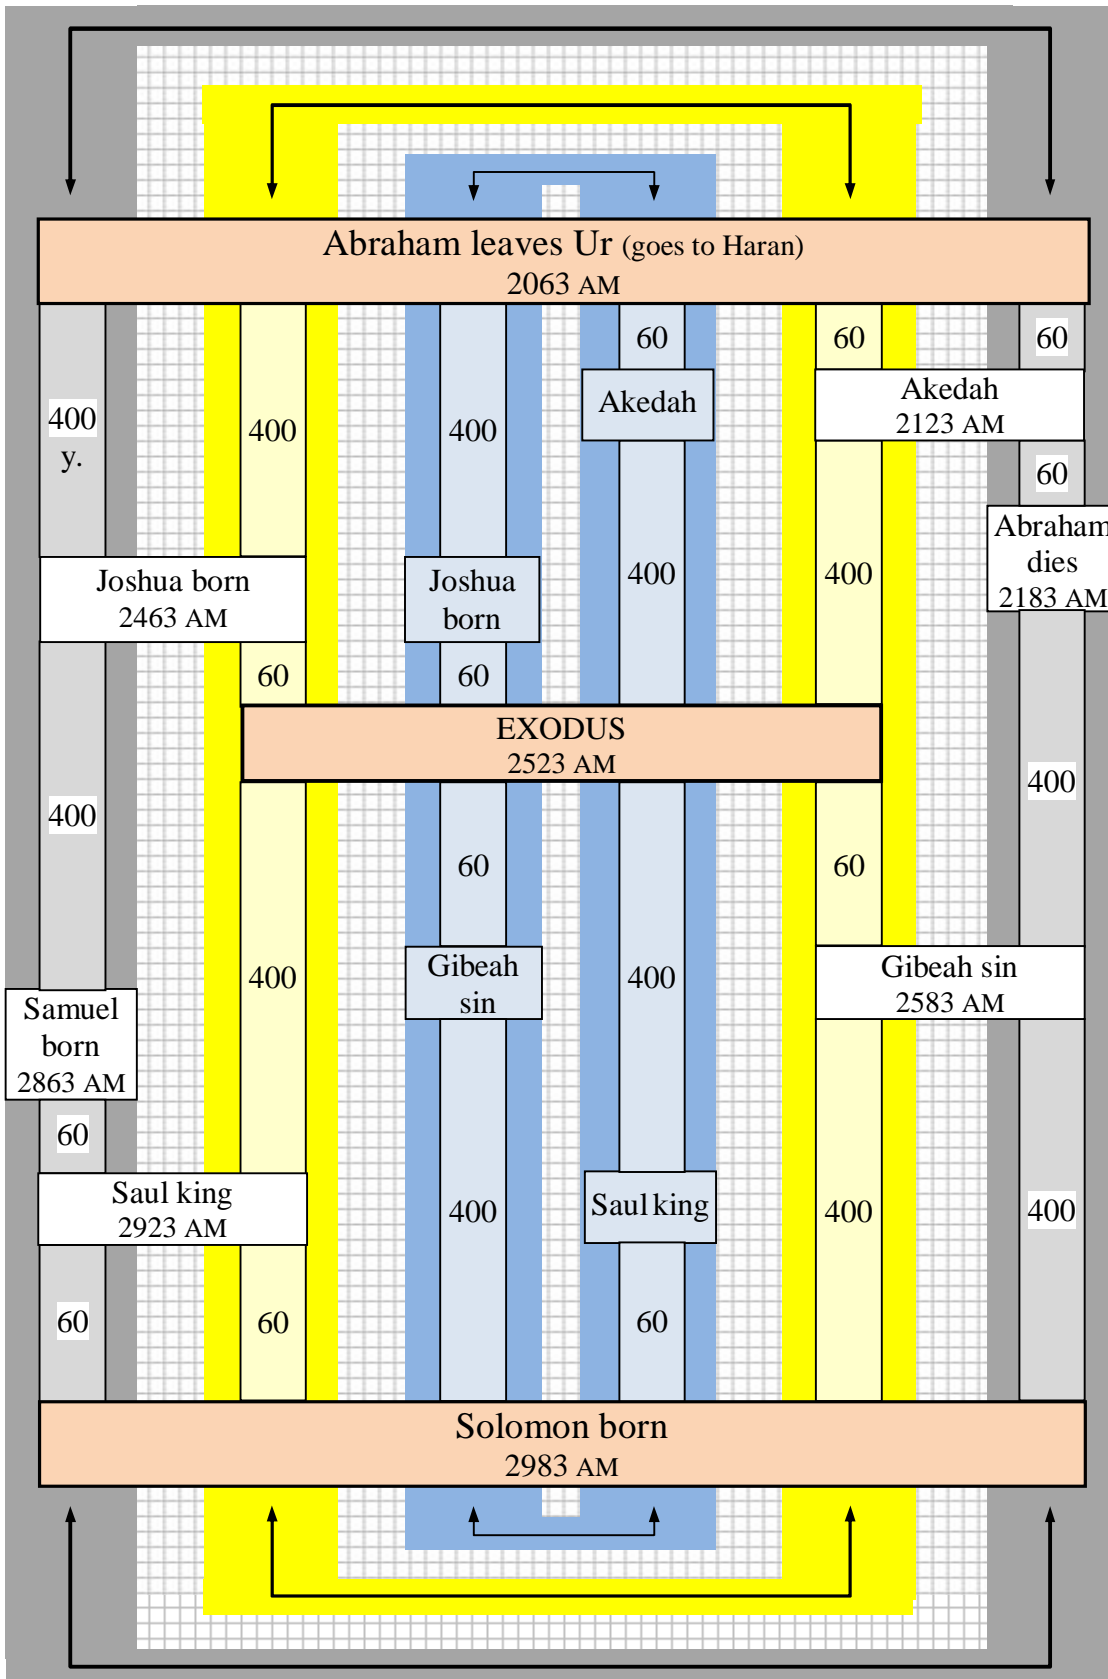 Abraham leaves Ur (goes to Haran)
2063 AM
60
60
60
Akedah
Akedah
2123 AM
400
y.
400
400
60
Abraham
dies
2183 AM
400
400
Joshua born
2463 AM
Joshua
born
60
60
EXODUS
2523 AM
400
400
60
60
400
400
Gibeah
sin
Gibeah sin
2583 AM
Samuel
born
2863 AM
60
Saul king
2923 AM
Saul king
400
400
400
60
60
60
Solomon born
2983 AM